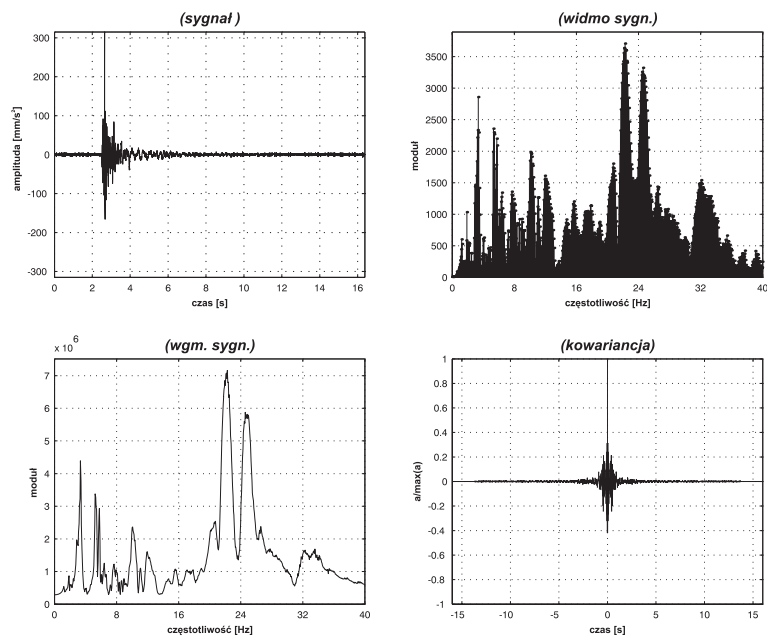 (sygnał )
amplituda [mm/s²]
300
200
100
0
-100
-200
-300
0 2 4 6 8 10 12 14 16
czas [s]
(widmo sygn.)
moduł
3500
3000
2500
2000
1500
1000
500
0
0 8 16 24 32 40
częstotliwość [Hz]
(wgm. sygn.)
x 10⁶
moduł
7
6
5
4
3
2
1
0
0 8 16 24 32 40
częstotliwość [Hz]
(kowariancja)
a/max(a)
1
0.8
0.6
0.4
0.2
0
-0.2
-0.4
-0.6
-0.8
-1
-15 -10 -5 0 5 10 15
czas [s]